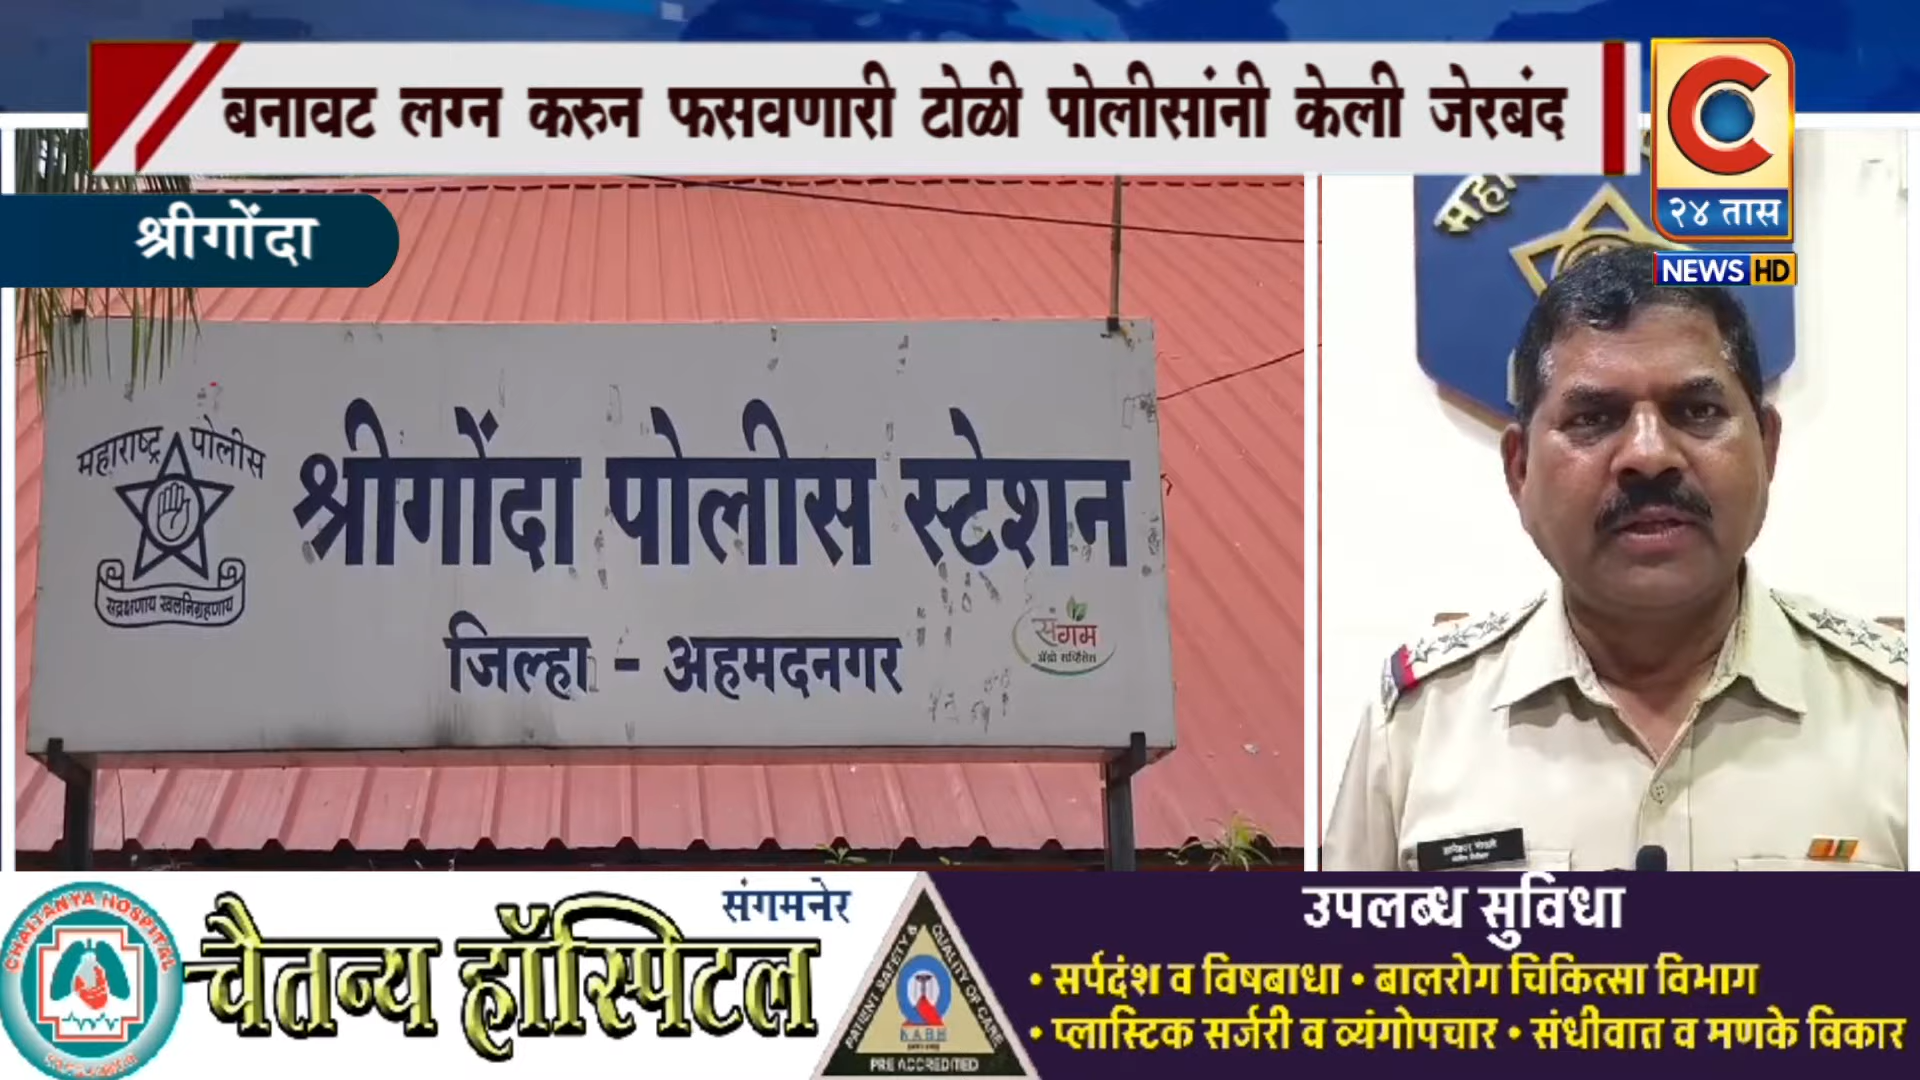 बनावट लग्न करुन फसवणारी टोळी पोलीसांनी केली जेरबंद
२४ तास
NEWS HD
श्रीगोंदा
महाराष्ट्र पोलीस
सद्रक्षणाय खलनिग्रहणाय
श्रीगोंदा पोलीस स्टेशन
जिल्हा - अहमदनगर
संगम
महा
CHAITANYA HOSPITAL
चैतन्य हॉस्पिटल
संगमनेर
PATIENT SAFETY & QUALITY OF CARE
NABH
PRE ACCREDITED
उपलब्ध सुविधा
• सर्पदंश व विषबाधा • बालरोग चिकित्सा विभाग
• प्लास्टिक सर्जरी व व्यंगोपचार • संधीवात व मणके विकार